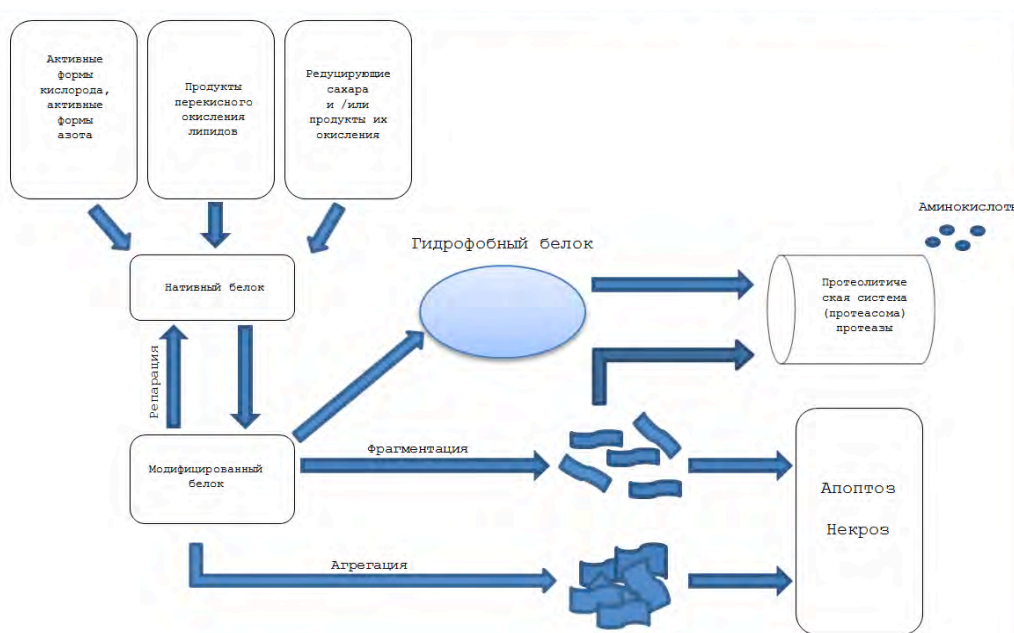 Активные
формы
кислорода,
активные
формы
азота
Продукты
перекисного
окисления
липидов
Редуцирующие
сахара
и /или
продукты их
окисления
Аминокислоты
Гидрофобный белок
Нативный белок
Протеолитиче
ская система
(протеасома)
протеазы
Репарация
Модифицированный
белок
Фрагментация
Апоптоз
Некроз
Агрегация